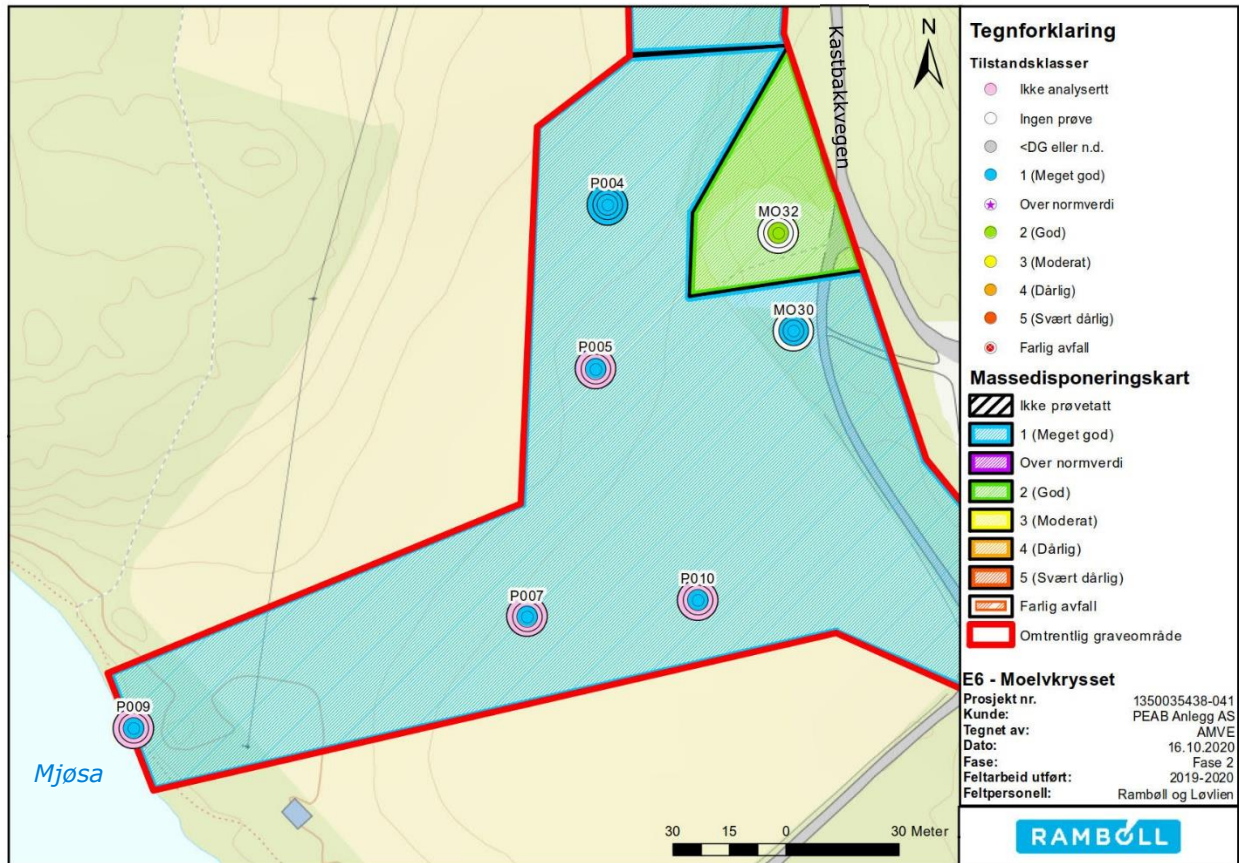 N
Kastbakkvegen
P004
MO32
MO30
P005
P007
P010
P009
Mjøsa
30 15 0 30 Meter
Tegnforklaring
Tilstandsklasser
Ikke analysertt
Ingen prøve
<DG eller n.d.
1 (Meget god)
Over normverdi
2 (God)
3 (Moderat)
4 (Dårlig)
5 (Svært dårlig)
Farlig avfall
Massedisponeringskart
Ikke prøvetatt
1 (Meget god)
Over normverdi
2 (God)
3 (Moderat)
4 (Dårlig)
5 (Svært dårlig)
Farlig avfall
Omtrentlig graveområde
E6 - Moelvkrysset
Prosjekt nr. 1350035438-041
Kunde: PEAB Anlegg AS
Tegnet av: AMVE
Dato: 16.10.2020
Fase: Fase 2
Feltarbeid utført: 2019-2020
Feltpersonell: Rambøll og Løvlien
RAMBOLL